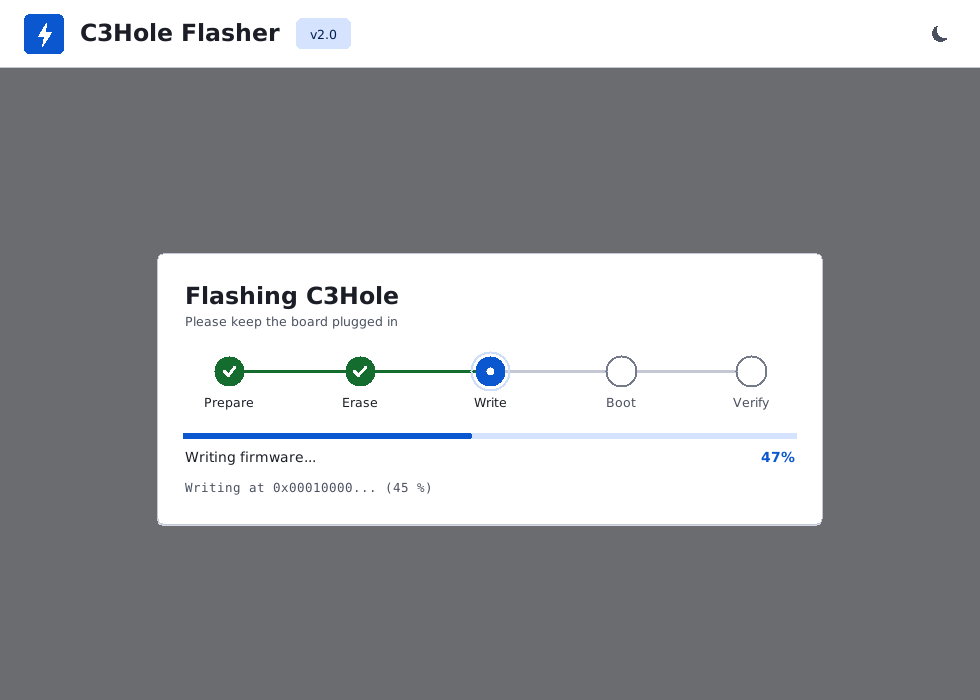 C3Hole Flasher v2.0
Flashing C3Hole
Please keep the board plugged in
Prepare Erase Write Boot Verify
Writing firmware... 47%
Writing at 0x00010000... (45 %)